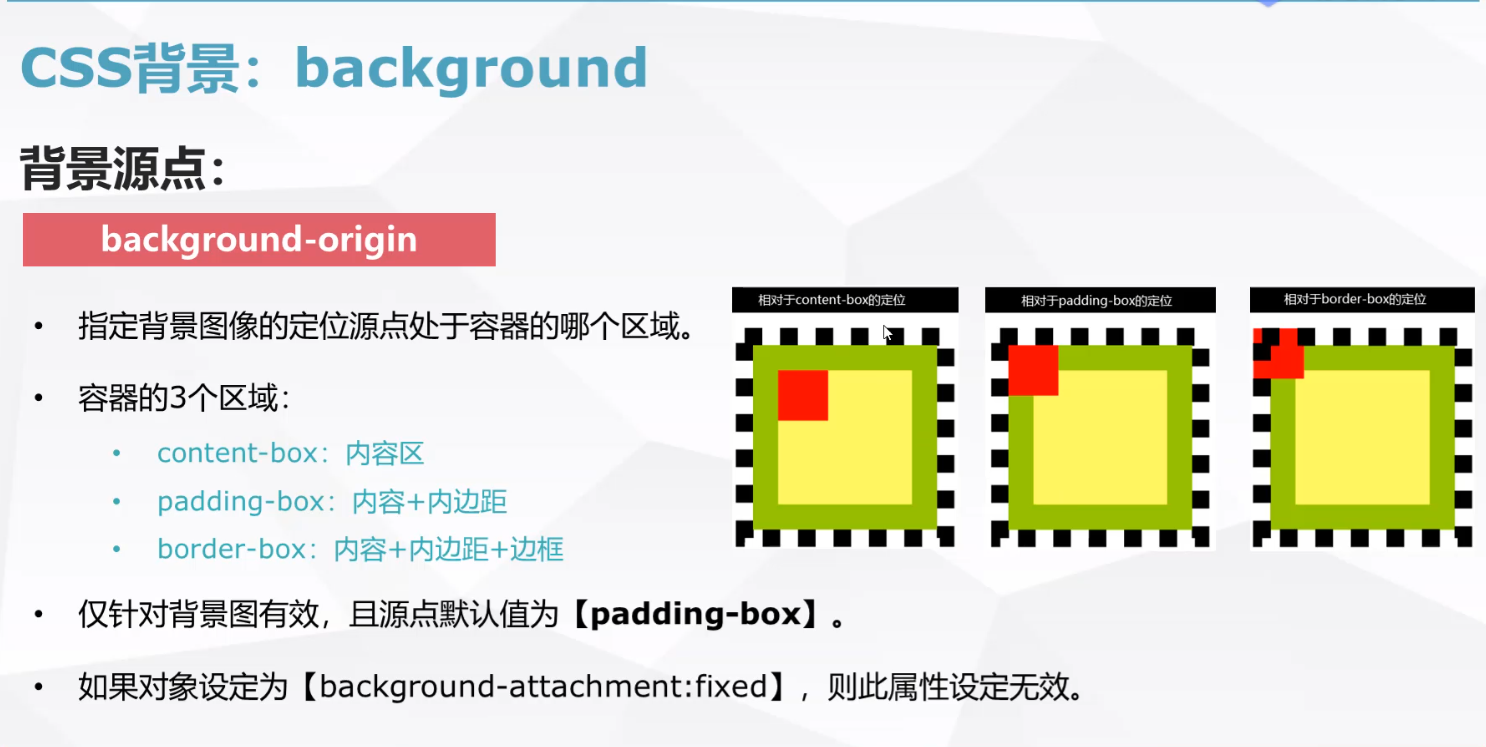 CSS背景：background
背景源点：
background-origin
• 指定背景图像的定位源点处于容器的哪个区域。
• 容器的3个区域：
• content-box：内容区
• padding-box：内容+内边距
• border-box：内容+内边距+边框
相对于content-box的定位
相对于padding-box的定位
相对于border-box的定位
• 仅针对背景图有效，且源点默认值为【padding-box】。
• 如果对象设定为【background-attachment:fixed】，则此属性设定无效。